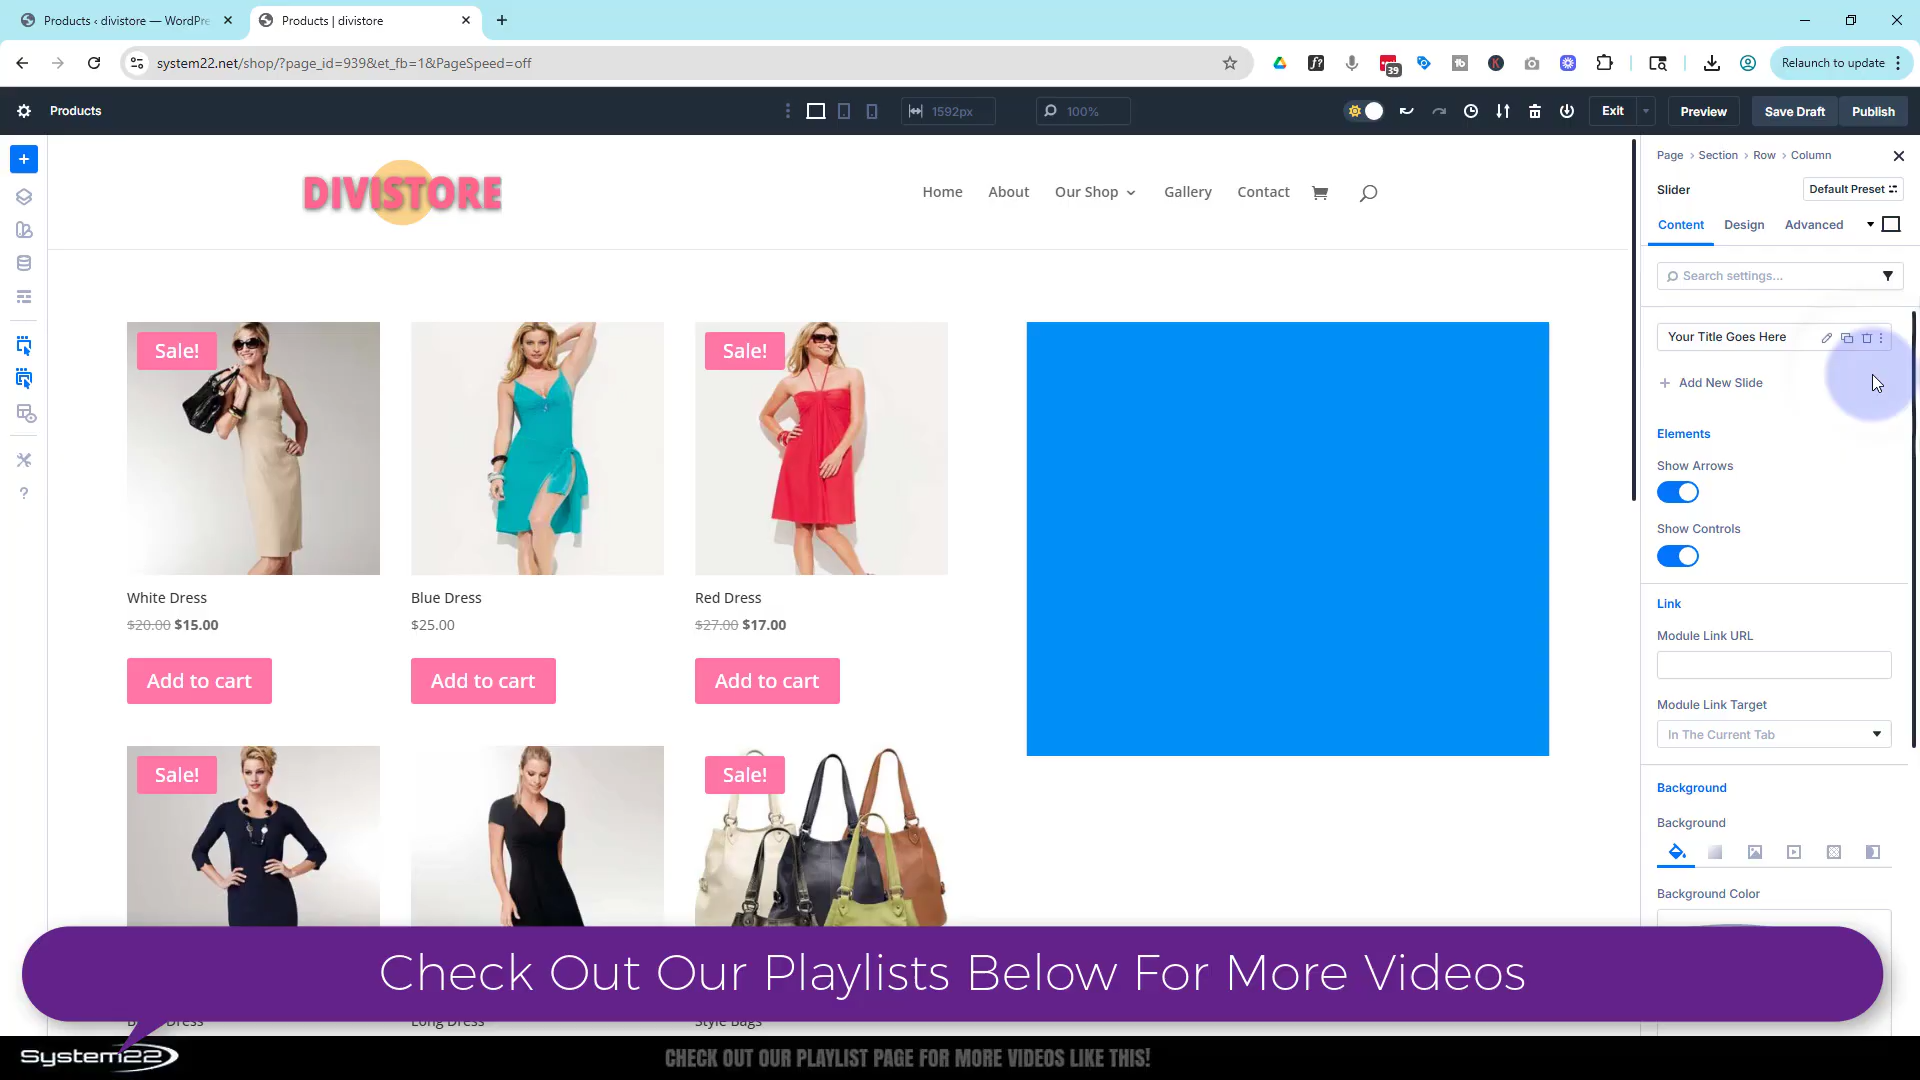 Products ‹ divistore — WordPre
Products | divistore
system22.net/shop/?page_id=939&et_fb=1&PageSpeed=off
39
Relaunch to update
Products
1592px
100%
Exit
Preview
Save Draft
Publish
DIVISTORE
Home
About
Our Shop
Gallery
Contact
Page
Section
Row
Column
Slider
Default Preset
Content
Design
Advanced
Search settings...
Your Title Goes Here
Add New Slide
Elements
Show Arrows
Show Controls
Link
Module Link URL
Module Link Target
In The Current Tab
Background
Background
Background Color
Sale!
Sale!
White Dress
$20.00 $15.00
Add to cart
Blue Dress
$25.00
Add to cart
Red Dress
$27.00 $17.00
Add to cart
Sale!
Sale!
Check Out Our Playlists Below For More Videos
Long Dress
Style Bags
System22
CHECK OUT OUR PLAYLIST PAGE FOR MORE VIDEOS LIKE THIS!